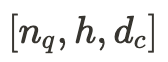 [n_q, h, d_c]